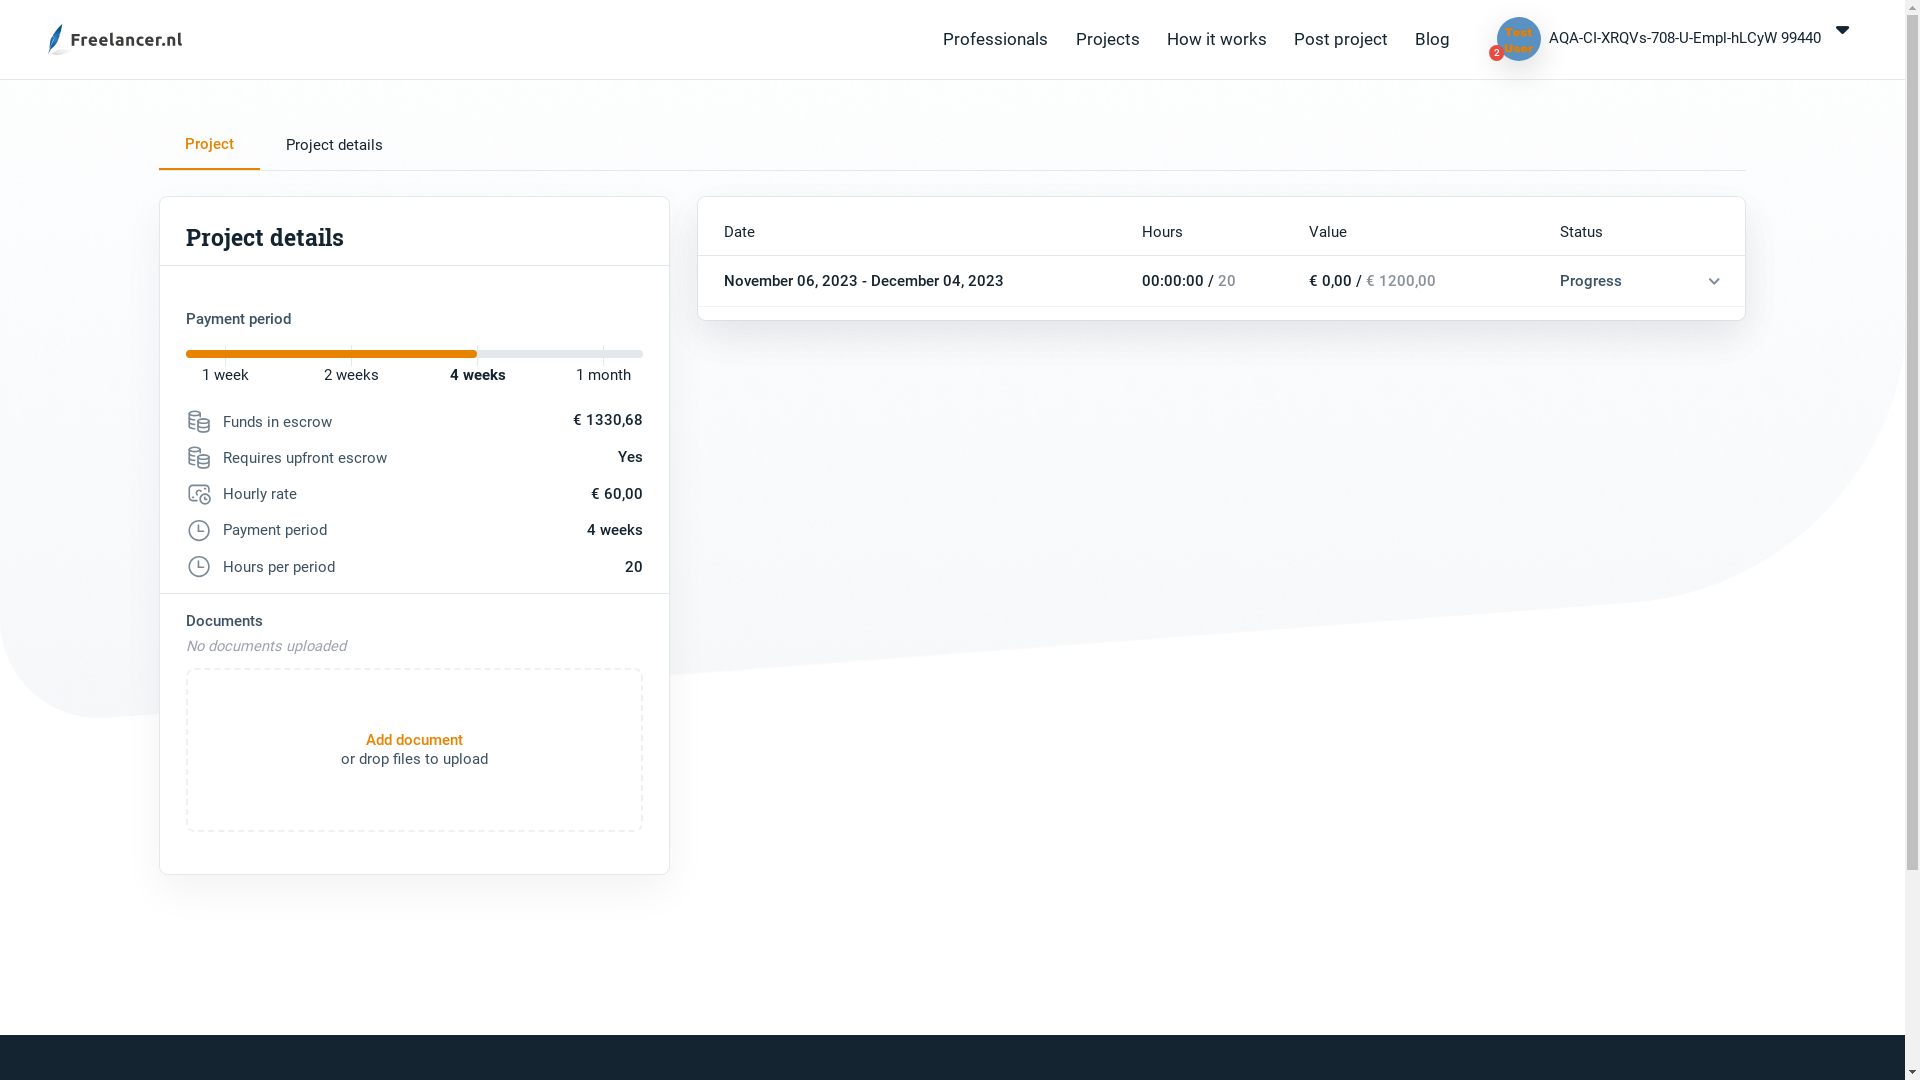 Freelancer.nl
Professionals Projects How it works Post project Blog
Test User
2
AQA-CI-XRQVs-708-U-Empl-hLCyW 99440
Project Project details
Project details
Payment period
1 week 2 weeks 4 weeks 1 month
Funds in escrow € 1330,68
Requires upfront escrow Yes
Hourly rate € 60,00
Payment period 4 weeks
Hours per period 20
Documents
No documents uploaded
Add document
or drop files to upload
Date Hours Value Status
November 06, 2023 - December 04, 2023 00:00:00 / 20 € 0,00 / € 1200,00 Progress